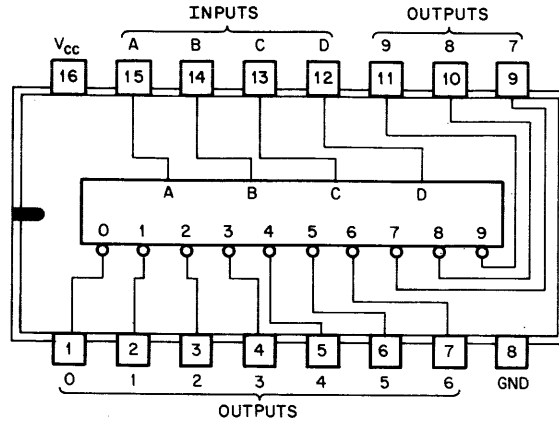 INPUTS OUTPUTS
VCC A B C D 9 8 7
16 15 14 13 12 11 10 9
A B C D
0 1 2 3 4 5 6 7 8 9
1 2 3 4 5 6 7 8
0 1 2 3 4 5 6 GND
OUTPUTS